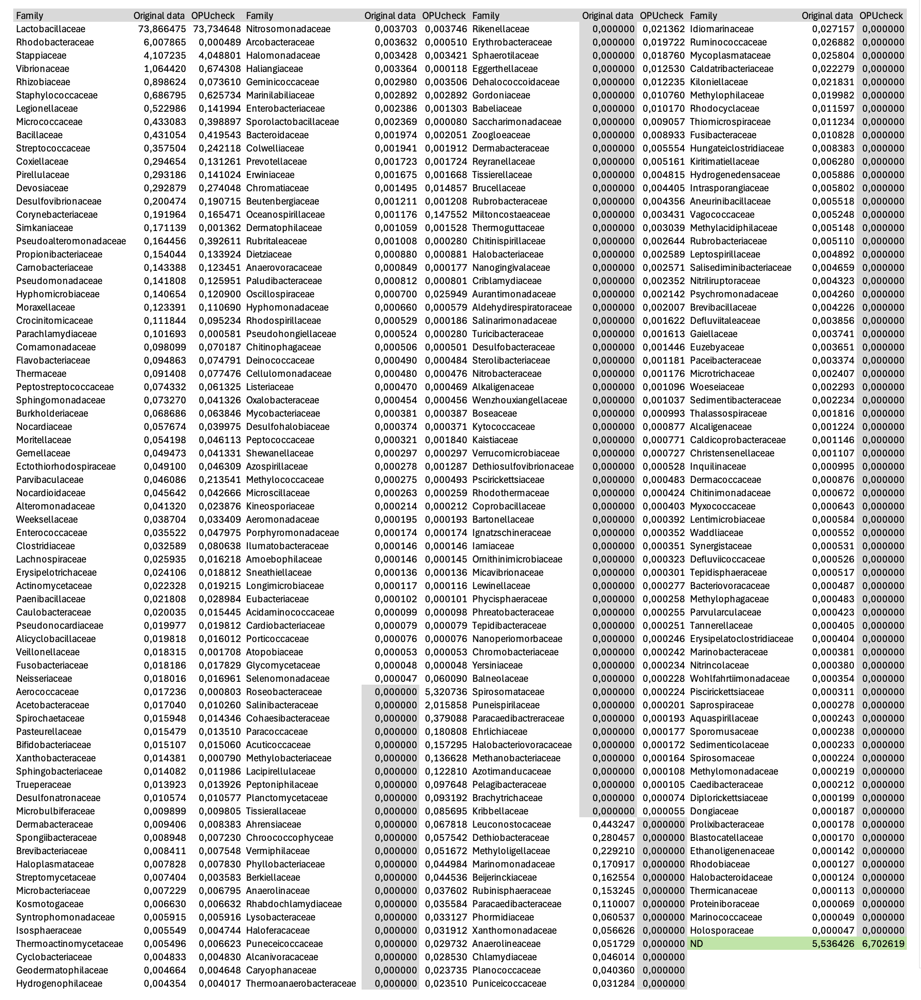 Family Original data OPUcheck Family Original data OPUcheck Family Original data OPUcheck Family Original data OPUcheck
Lactobacillaceae 73,866475 73,734648 Nitrosomonadaceae 0,003703 0,003746 Rikenellaceae 0,000000 0,021362 Idiomarinaceae 0,027157 0,000000
Rhodobacteraceae 6,007865 0,000489 Arcobacteraceae 0,003632 0,000510 Erythrobacteraceae 0,000000 0,019722 Ruminococcaceae 0,026882 0,000000
Stappiaceae 4,107235 4,048801 Halomonadaceae 0,003428 0,003421 Sphaerotilaceae 0,000000 0,018760 Mycoplasmataceae 0,025804 0,000000
Vibrionaceae 1,064420 0,674308 Haliangiaceae 0,003364 0,000118 Eggerthellaceae 0,000000 0,012530 Caldatribacteriaceae 0,022279 0,000000
Rhizobiaceae 0,898624 0,073610 Geminicoccaceae 0,002980 0,003506 Dehalococcoidaceae 0,000000 0,012235 Kiloniellaceae 0,021831 0,000000
Staphylococcaceae 0,686795 0,625734 Marinilabiliaceae 0,002892 0,002892 Gordoniaceae 0,000000 0,010760 Methylophilaceae 0,019982 0,000000
Legionellaceae 0,522986 0,141994 Enterobacteriaceae 0,002386 0,001303 Babeliaceae 0,000000 0,010170 Rhodocyclaceae 0,011597 0,000000
Micrococcaceae 0,433083 0,398897 Sporolactobacillaceae 0,002369 0,000080 Saccharimonadaceae 0,000000 0,009057 Thiomicrospiraceae 0,011234 0,000000
Bacillaceae 0,431054 0,419543 Bacteroidaceae 0,001974 0,002051 Zoogloeaceae 0,000000 0,008933 Fusibacteraceae 0,010828 0,000000
Streptococcaceae 0,357504 0,242118 Colwelliaceae 0,001941 0,001912 Dermabacteraceae 0,000000 0,005554 Hungateiclostridiaceae 0,008383 0,000000
Coxiellaceae 0,294654 0,131261 Prevotellaceae 0,001723 0,001724 Reyranellaceae 0,000000 0,005161 Kiritimatiellaceae 0,006280 0,000000
Pirellulaceae 0,293186 0,141024 Erwiniaceae 0,001675 0,001668 Tissierellaceae 0,000000 0,004815 Hydrogenedensaceae 0,005886 0,000000
Devosiaceae 0,292879 0,274048 Chromatiaceae 0,001495 0,014857 Brucellaceae 0,000000 0,004405 Intrasporangiaceae 0,005802 0,000000
Desulfovibrionaceae 0,200474 0,190715 Beutenbergiaceae 0,001211 0,001208 Rubrobacteraceae 0,000000 0,004356 Aneurinibacillaceae 0,005518 0,000000
Corynebacteriaceae 0,191964 0,165471 Oceanospirillaceae 0,001176 0,147552 Miltoncostaeaceae 0,000000 0,003431 Vagococcaceae 0,005248 0,000000
Simkaniaceae 0,171139 0,001362 Dermatophilaceae 0,001059 0,001528 Thermoguttaceae 0,000000 0,003039 Methylacidiphilaceae 0,005148 0,000000
Pseudoalteromonadaceae 0,164456 0,392611 Rubritaleaceae 0,001008 0,000280 Chitinispirillaceae 0,000000 0,002644 Rubrobacteriaceae 0,005110 0,000000
Propionibacteriaceae 0,154044 0,133924 Dietziaceae 0,000880 0,000881 Halobacteriaceae 0,000000 0,002589 Leptospirillaceae 0,004892 0,000000
Carnobacteriaceae 0,143388 0,123451 Anaerovoracaceae 0,000849 0,000177 Nanogingivalaceae 0,000000 0,002571 Salisediminibacteriaceae 0,004659 0,000000
Pseudomonadaceae 0,141808 0,125951 Paludibacteraceae 0,000812 0,000801 Criblamydiaceae 0,000000 0,002352 Nitriliruptoraceae 0,004323 0,000000
Hyphomicrobiaceae 0,140654 0,120900 Oscillospiraceae 0,000700 0,025949 Aurantimonadaceae 0,000000 0,002142 Psychromonadaceae 0,004260 0,000000
Moraxellaceae 0,123391 0,110690 Hyphomonadaceae 0,000660 0,000579 Aldehydirespiratoraceae 0,000000 0,002007 Brevibacillaceae 0,004226 0,000000
Crocinitomicaceae 0,111844 0,095234 Rhodospirillaceae 0,000529 0,000186 Salinarimonadaceae 0,000000 0,001622 Defluviitaleaceae 0,003856 0,000000
Parachlamydiaceae 0,101693 0,000581 Pseudohongiellaceae 0,000524 0,000280 Turicibacteraceae 0,000000 0,001613 Gaiellaceae 0,003741 0,000000
Comamonadaceae 0,098099 0,070187 Chitinophagaceae 0,000506 0,000501 Desulfobacteraceae 0,000000 0,001446 Euzebyaceae 0,003651 0,000000
Flavobacteriaceae 0,094863 0,074791 Deinococcaceae 0,000490 0,000484 Sterolibacteriaceae 0,000000 0,001181 Paceibacteraceae 0,003374 0,000000
Thermaceae 0,091408 0,077476 Cellulomonadaceae 0,000480 0,000476 Nitrobacteraceae 0,000000 0,001176 Microtrichaceae 0,002407 0,000000
Peptostreptococcaceae 0,074332 0,061325 Listeriaceae 0,000470 0,000469 Alkaligenaceae 0,000000 0,001096 Woeseiaceae 0,002293 0,000000
Sphingomonadaceae 0,073270 0,041326 Oxalobacteraceae 0,000454 0,000456 Wenzhouxiangellaceae 0,000000 0,001037 Sedimentibacteraceae 0,002234 0,000000
Burkholderiaceae 0,068686 0,063846 Mycobacteriaceae 0,000381 0,000387 Boseaceae 0,000000 0,000993 Thalassospiraceae 0,001816 0,000000
Nocardiaceae 0,057674 0,039975 Desulfohalobiaceae 0,000374 0,000371 Kytococcaceae 0,000000 0,000877 Alcaligenaceae 0,001224 0,000000
Moritellaceae 0,054198 0,046113 Peptococcaceae 0,000321 0,001840 Kaistiaceae 0,000000 0,000771 Caldicoprobacteraceae 0,001146 0,000000
Gemellaceae 0,049473 0,041331 Shewanellaceae 0,000297 0,000297 Verrucomicrobiaceae 0,000000 0,000727 Christensenellaceae 0,001107 0,000000
Ectothiorhodospiraceae 0,049100 0,046309 Azospirillaceae 0,000278 0,001287 Dethiosulfovibrionaceae 0,000000 0,000528 Inquilinaceae 0,000995 0,000000
Parvibaculaceae 0,046086 0,213541 Methylococcaceae 0,000275 0,000493 Pscirickettsiaceae 0,000000 0,000483 Dermacoccaceae 0,000876 0,000000
Nocardioidaceae 0,045642 0,042666 Microscillaceae 0,000263 0,000259 Rhodothermaceae 0,000000 0,000424 Chitinimonadaceae 0,000672 0,000000
Alteromonadaceae 0,041320 0,023876 Kineosporiaceae 0,000214 0,000212 Coprobacillaceae 0,000000 0,000403 Myxococcaceae 0,000643 0,000000
Weeksellaceae 0,038704 0,033409 Aeromonadaceae 0,000195 0,000193 Bartonellaceae 0,000000 0,000392 Lentimicrobiaceae 0,000584 0,000000
Enterococcaceae 0,035522 0,047975 Porphyromonadaceae 0,000174 0,000174 Ignatzschineraceae 0,000000 0,000352 Waddliaceae 0,000552 0,000000
Clostridiaceae 0,032589 0,080638 Ilumatobacteraceae 0,000146 0,000146 Iamiaceae 0,000000 0,000351 Synergistaceae 0,000531 0,000000
Lachnospiraceae 0,025935 0,016218 Amoebophilaceae 0,000146 0,000145 Ornithinimicrobiaceae 0,000000 0,000323 Defluviicoccaceae 0,000526 0,000000
Erysipelotrichaceae 0,024106 0,018812 Sneathiellaceae 0,000136 0,000136 Micavibrionaceae 0,000000 0,000301 Tepidisphaeraceae 0,000517 0,000000
Actinomycetaceae 0,022328 0,019215 Longimicrobiaceae 0,000117 0,000116 Lewinellaceae 0,000000 0,000277 Bacteriovoracaceae 0,000487 0,000000
Paenibacillaceae 0,021808 0,028984 Eubacteriaceae 0,000102 0,000101 Phycisphaeraceae 0,000000 0,000258 Methylophagaceae 0,000483 0,000000
Caulobacteraceae 0,020035 0,015445 Acidaminococcaceae 0,000099 0,000098 Phreatobacteraceae 0,000000 0,000255 Parvularculaceae 0,000423 0,000000
Pseudonocardiaceae 0,019977 0,019812 Cardiobacteriaceae 0,000079 0,000079 Tepidibacteraceae 0,000000 0,000251 Tannerellaceae 0,000405 0,000000
Alicyclobacillaceae 0,019818 0,016012 Porticoccaceae 0,000076 0,000076 Nanoperiomorbaceae 0,000000 0,000246 Erysipelatoclostridiaceae 0,000404 0,000000
Veillonellaceae 0,018315 0,001708 Atopobiaceae 0,000053 0,000053 Chromobacteriaceae 0,000000 0,000242 Marinobacteraceae 0,000381 0,000000
Fusobacteriaceae 0,018186 0,017829 Glycomycetaceae 0,000048 0,000048 Yersiniaceae 0,000000 0,000234 Nitrincolaceae 0,000380 0,000000
Neisseriaceae 0,018016 0,016961 Selenomonadaceae 0,000047 0,060090 Balneolaceae 0,000000 0,000228 Wohlfahrtiimonadaceae 0,000354 0,000000
Aerococcaceae 0,017236 0,000803 Roseobacteraceae 0,000000 5,320736 Spirosomataceae 0,000000 0,000224 Piscirickettsiaceae 0,000311 0,000000
Acetobacteraceae 0,017040 0,010260 Salinibacteraceae 0,000000 2,015858 Puneispirilaceae 0,000000 0,000201 Saprospiraceae 0,000278 0,000000
Spirochaetaceae 0,015948 0,014346 Cohaesibacteraceae 0,000000 0,379088 Paracaedibactreraceae 0,000000 0,000193 Aquaspirillaceae 0,000243 0,000000
Pasteurellaceae 0,015479 0,013510 Paracoccaceae 0,000000 0,180808 Ehrlichiaceae 0,000000 0,000177 Sporomusaceae 0,000238 0,000000
Bifidobacteriaceae 0,015107 0,015060 Acuticoccaceae 0,000000 0,157295 Halobacteriovoracaceae 0,000000 0,000172 Sedimenticolaceae 0,000233 0,000000
Xanthobacteraceae 0,014381 0,000790 Methylobacteriaceae 0,000000 0,136628 Methanobacteriaceae 0,000000 0,000164 Spirosomaceae 0,000224 0,000000
Sphingobacteriaceae 0,014082 0,011986 Lacipirellulaceae 0,000000 0,122810 Azotimanducaceae 0,000000 0,000108 Methylomonadaceae 0,000219 0,000000
Trueperaceae 0,013923 0,013926 Peptoniphilaceae 0,000000 0,097648 Pelagibacteraceae 0,000000 0,000105 Caedibacteraceae 0,000212 0,000000
Desulfonatronaceae 0,010574 0,010577 Planctomycetaceae 0,000000 0,093192 Brachytrichaceae 0,000000 0,000074 Diplorickettsiaceae 0,000199 0,000000
Microbulbiferaceae 0,009899 0,009805 Tissierallaceae 0,000000 0,085695 Kribbellaceae 0,000000 0,000055 Dongiaceae 0,000187 0,000000
Dermabacteraceae 0,009406 0,008383 Ahrensiaceae 0,000000 0,067818 Leuconostocaceae 0,443247 0,000000 Prolixibacteraceae 0,000178 0,000000
Spongiibacteraceae 0,008948 0,007230 Chroococcophyceae 0,000000 0,057542 Dethiobacteraceae 0,280457 0,000000 Blastocatellaceae 0,000170 0,000000
Brevibacteriaceae 0,008411 0,007548 Vermiphilaceae 0,000000 0,051672 Methyloligellaceae 0,229210 0,000000 Ethanoligenenaceae 0,000142 0,000000
Haloplasmataceae 0,007828 0,007830 Phyllobacteriaceae 0,000000 0,044984 Marinomonadaceae 0,170917 0,000000 Rhodobiaceae 0,000127 0,000000
Streptomycetaceae 0,007404 0,003583 Berkiellaceae 0,000000 0,044536 Beijerinckiaceae 0,162554 0,000000 Halobacteroidaceae 0,000124 0,000000
Microbacteriaceae 0,007229 0,006795 Anaerolinaceae 0,000000 0,037602 Rubinisphaeraceae 0,153245 0,000000 Thermicanaceae 0,000113 0,000000
Kosmotogaceae 0,006630 0,006632 Rhabdochlamydiaceae 0,000000 0,035584 Paracaedibacteraceae 0,110007 0,000000 Proteiniboraceae 0,000069 0,000000
Syntrophomonadaceae 0,005915 0,005916 Lysobacteraceae 0,000000 0,033127 Phormidiaceae 0,060537 0,000000 Marinococcaceae 0,000049 0,000000
Isosphaeraceae 0,005549 0,004744 Haloferacaceae 0,000000 0,031912 Xanthomonadaceae 0,056626 0,000000 Holosporaceae 0,000047 0,000000
Thermoactinomycetaceae 0,005496 0,006623 Puneceicoccaceae 0,000000 0,029732 Anaerolineaceae 0,051729 0,000000 ND 5,536426 6,702619
Cyclobacteriaceae 0,004833 0,004830 Alcanivoracaceae 0,000000 0,028530 Chlamydiaceae 0,046014 0,000000
Geodermatophilaceae 0,004664 0,004648 Caryophanaceae 0,000000 0,023735 Planococcaceae 0,040360 0,000000
Hydrogenophilaceae 0,004354 0,004017 Thermoanaerobacteraceae 0,000000 0,023510 Puniceicoccaceae 0,031284 0,000000